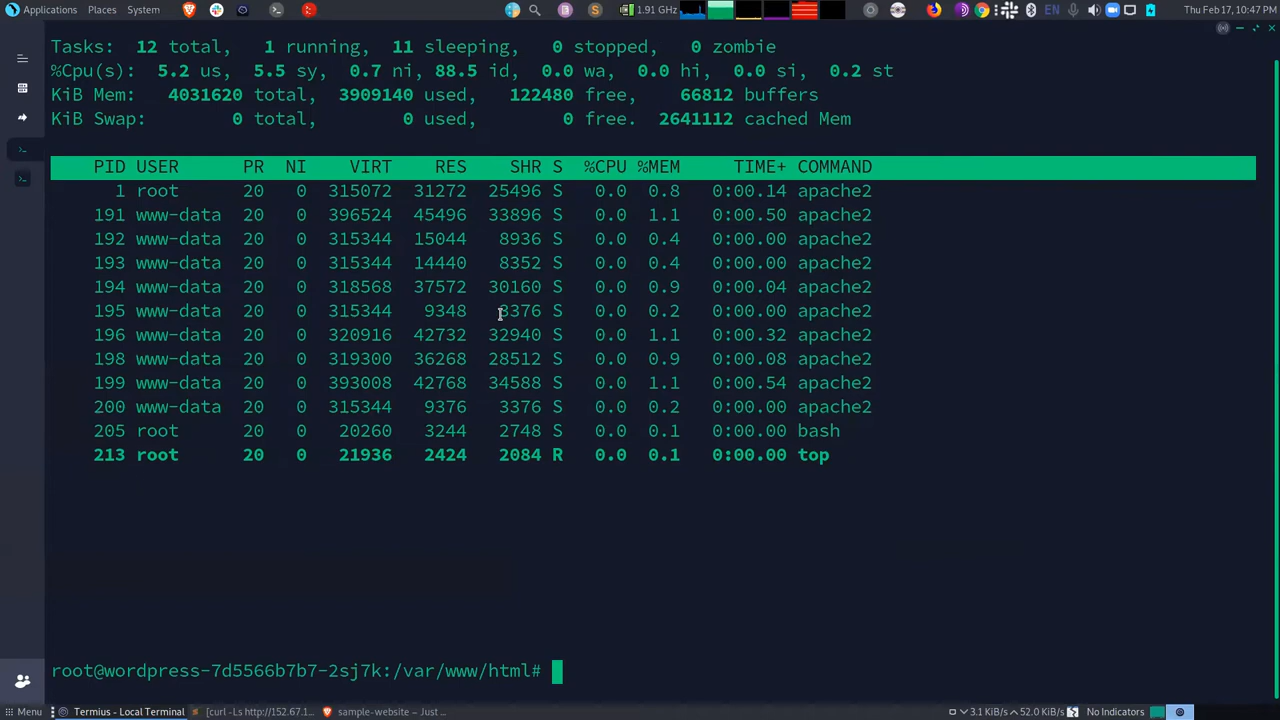 Applications Places System 1.91 GHz EN Thu Feb 17, 10:47 PM
Tasks: 12 total, 1 running, 11 sleeping, 0 stopped, 0 zombie
%Cpu(s): 5.2 us, 5.5 sy, 0.7 ni, 88.5 id, 0.0 wa, 0.0 hi, 0.0 si, 0.2 st
KiB Mem: 4031620 total, 3909140 used, 122480 free, 66812 buffers
KiB Swap: 0 total, 0 used, 0 free. 2641112 cached Mem
PID USER PR NI VIRT RES SHR S %CPU %MEM TIME+ COMMAND
1 root 20 0 315072 31272 25496 S 0.0 0.8 0:00.14 apache2
191 www-data 20 0 396524 45496 33896 S 0.0 1.1 0:00.50 apache2
192 www-data 20 0 315344 15044 8936 S 0.0 0.4 0:00.00 apache2
193 www-data 20 0 315344 14440 8352 S 0.0 0.4 0:00.00 apache2
194 www-data 20 0 318568 37572 30160 S 0.0 0.9 0:00.04 apache2
195 www-data 20 0 315344 9348 3376 S 0.0 0.2 0:00.00 apache2
196 www-data 20 0 320916 42732 32940 S 0.0 1.1 0:00.32 apache2
198 www-data 20 0 319300 36268 28512 S 0.0 0.9 0:00.08 apache2
199 www-data 20 0 393008 42768 34588 S 0.0 1.1 0:00.54 apache2
200 www-data 20 0 315344 9376 3376 S 0.0 0.2 0:00.00 apache2
205 root 20 0 20260 3244 2748 S 0.0 0.1 0:00.00 bash
213 root 20 0 21936 2424 2084 R 0.0 0.1 0:00.00 top
root@wordpress-7d5566b7b7-2sj7k:/var/www/html#
Menu Termius - Local Terminal [curl -Ls http://152.67.1... sample-website – Just ... 3.1 KiB/s 52.0 KiB/s No Indicators